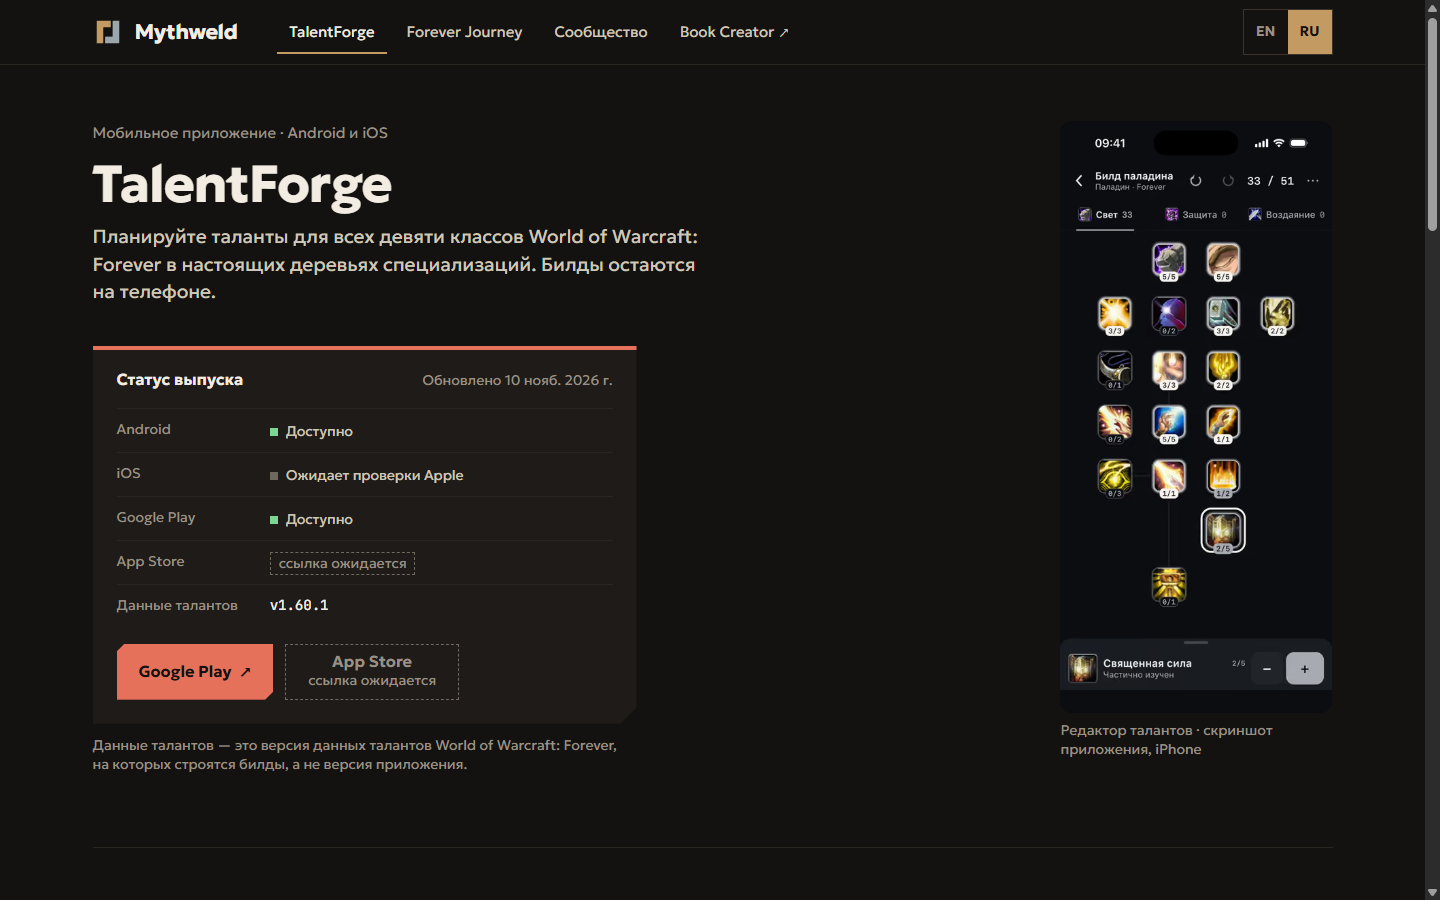 Mythweld
TalentForge
Forever Journey
Сообщество
Book Creator ↗
EN
RU
Мобильное приложение · Android и iOS
TalentForge
Планируйте таланты для всех девяти классов World of Warcraft:
Forever в настоящих деревьях специализаций. Билды остаются
на телефоне.
Статус выпуска
Обновлено 10 нояб. 2026 г.
Android
Доступно
iOS
Ожидает проверки Apple
Google Play
Доступно
App Store
ссылка ожидается
Данные талантов
v1.60.1
Google Play ↗
App Store
ссылка ожидается
Данные талантов — это версия данных талантов World of Warcraft: Forever,
на которых строятся билды, а не версия приложения.
09:41
Билд паладина
Паладин · Forever
33 / 51
Свет 33
Защита 0
Воздаяние 0
5/5
5/5
3/3
0/2
3/3
2/2
0/1
3/3
2/2
0/2
5/5
1/1
0/3
1/1
1/2
2/5
0/1
Священная сила
Частично изучен
2/5
−
+
Редактор талантов · скриншот
приложения, iPhone